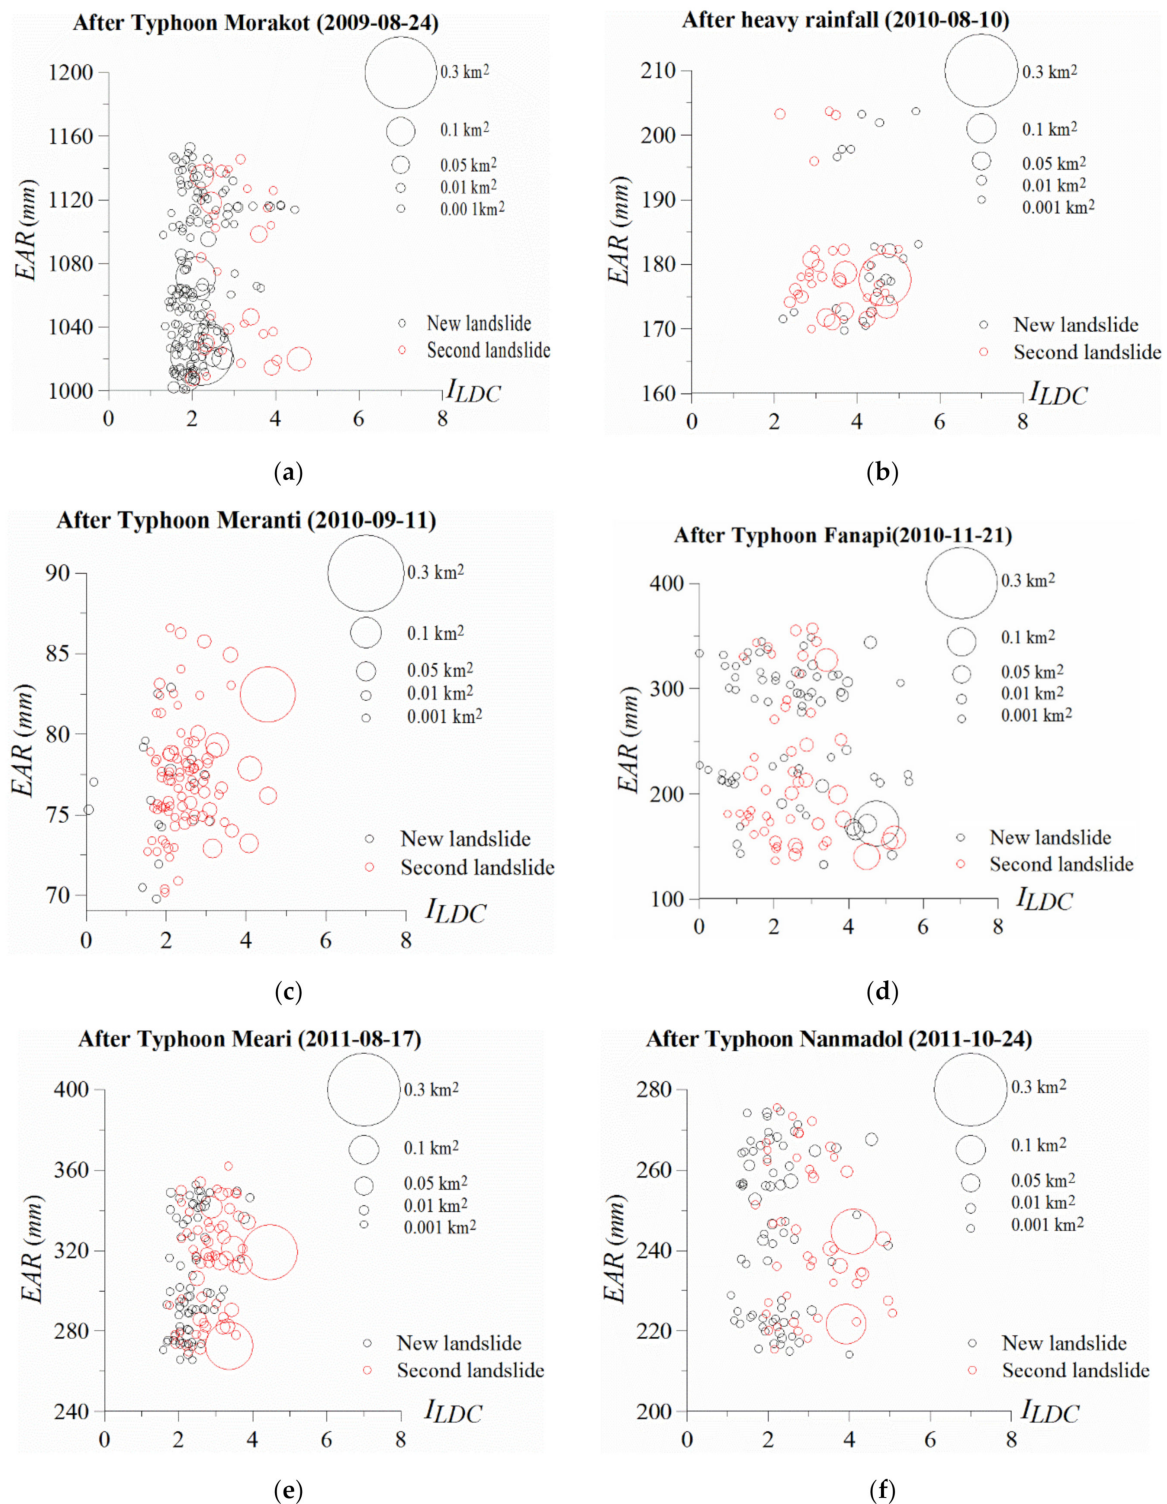 After Typhoon Morakot (2009-08-24)
0.3 km2
0.1 km2
0.05 km2
0.01 km2
0.00 1km2
EAR (mm)
1200
1160
1120
1080
1040
1000
New landslide
Second landslide
0 2 4 6 8
ILDC
(a)
After heavy rainfall (2010-08-10)
0.3 km2
0.1 km2
0.05 km2
0.01 km2
0.001 km2
EAR (mm)
210
200
190
180
170
160
New landslide
Second landslide
0 2 4 6 8
ILDC
(b)
After Typhoon Meranti (2010-09-11)
0.3 km2
0.1 km2
0.05 km2
0.01 km2
0.001 km2
EAR (mm)
90
85
80
75
70
New landslide
Second landslide
0 2 4 6 8
ILDC
(c)
After Typhoon Fanapi(2010-11-21)
0.3 km2
0.1 km2
0.05 km2
0.01 km2
0.001 km2
EAR (mm)
400
300
200
100
New landslide
Second landslide
0 2 4 6 8
ILDC
(d)
After Typhoon Meari (2011-08-17)
0.3 km2
0.1 km2
0.05 km2
0.01 km2
0.001 km2
EAR (mm)
400
360
320
280
240
New landslide
Second landslide
0 2 4 6 8
ILDC
(e)
After Typhoon Nanmadol (2011-10-24)
0.3 km2
0.1 km2
0.05 km2
0.01 km2
0.001 km2
EAR (mm)
280
260
240
220
200
New landslide
Second landslide
0 2 4 6 8
ILDC
(f)